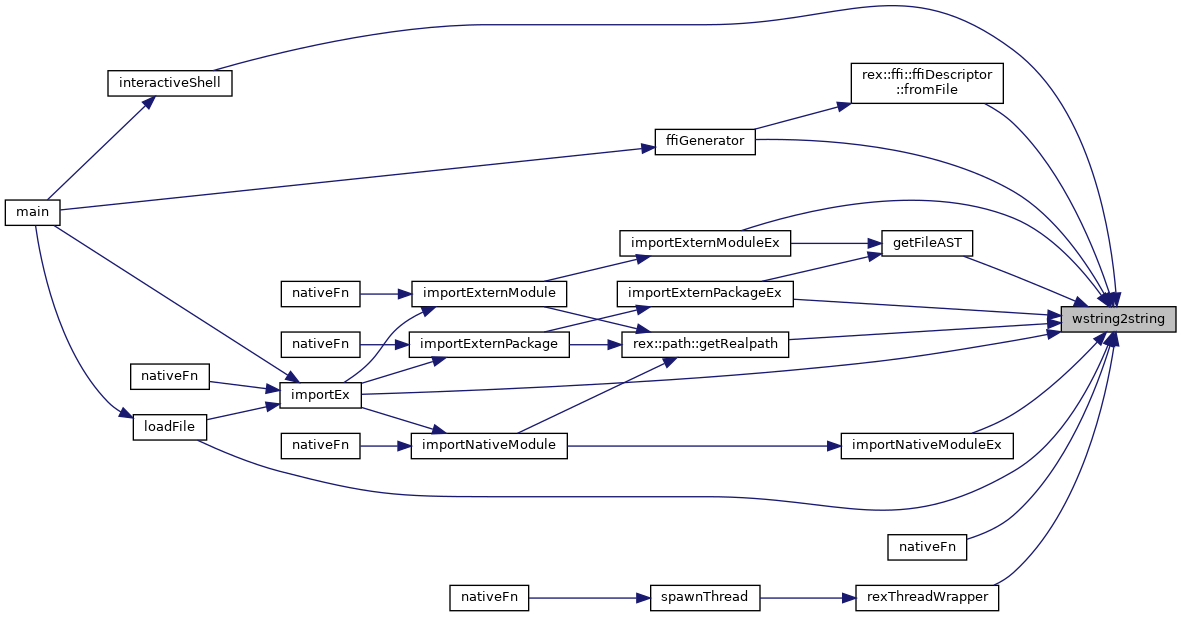 rex::ffi::ffiDescriptor
::fromFile
interactiveShell
ffiGenerator
main
importExternModuleEx
getFileAST
nativeFn
importExternModule
importExternPackageEx
wstring2string
nativeFn
importExternPackage
rex::path::getRealpath
nativeFn
importEx
loadFile
nativeFn
importNativeModule
importNativeModuleEx
nativeFn
nativeFn
spawnThread
rexThreadWrapper